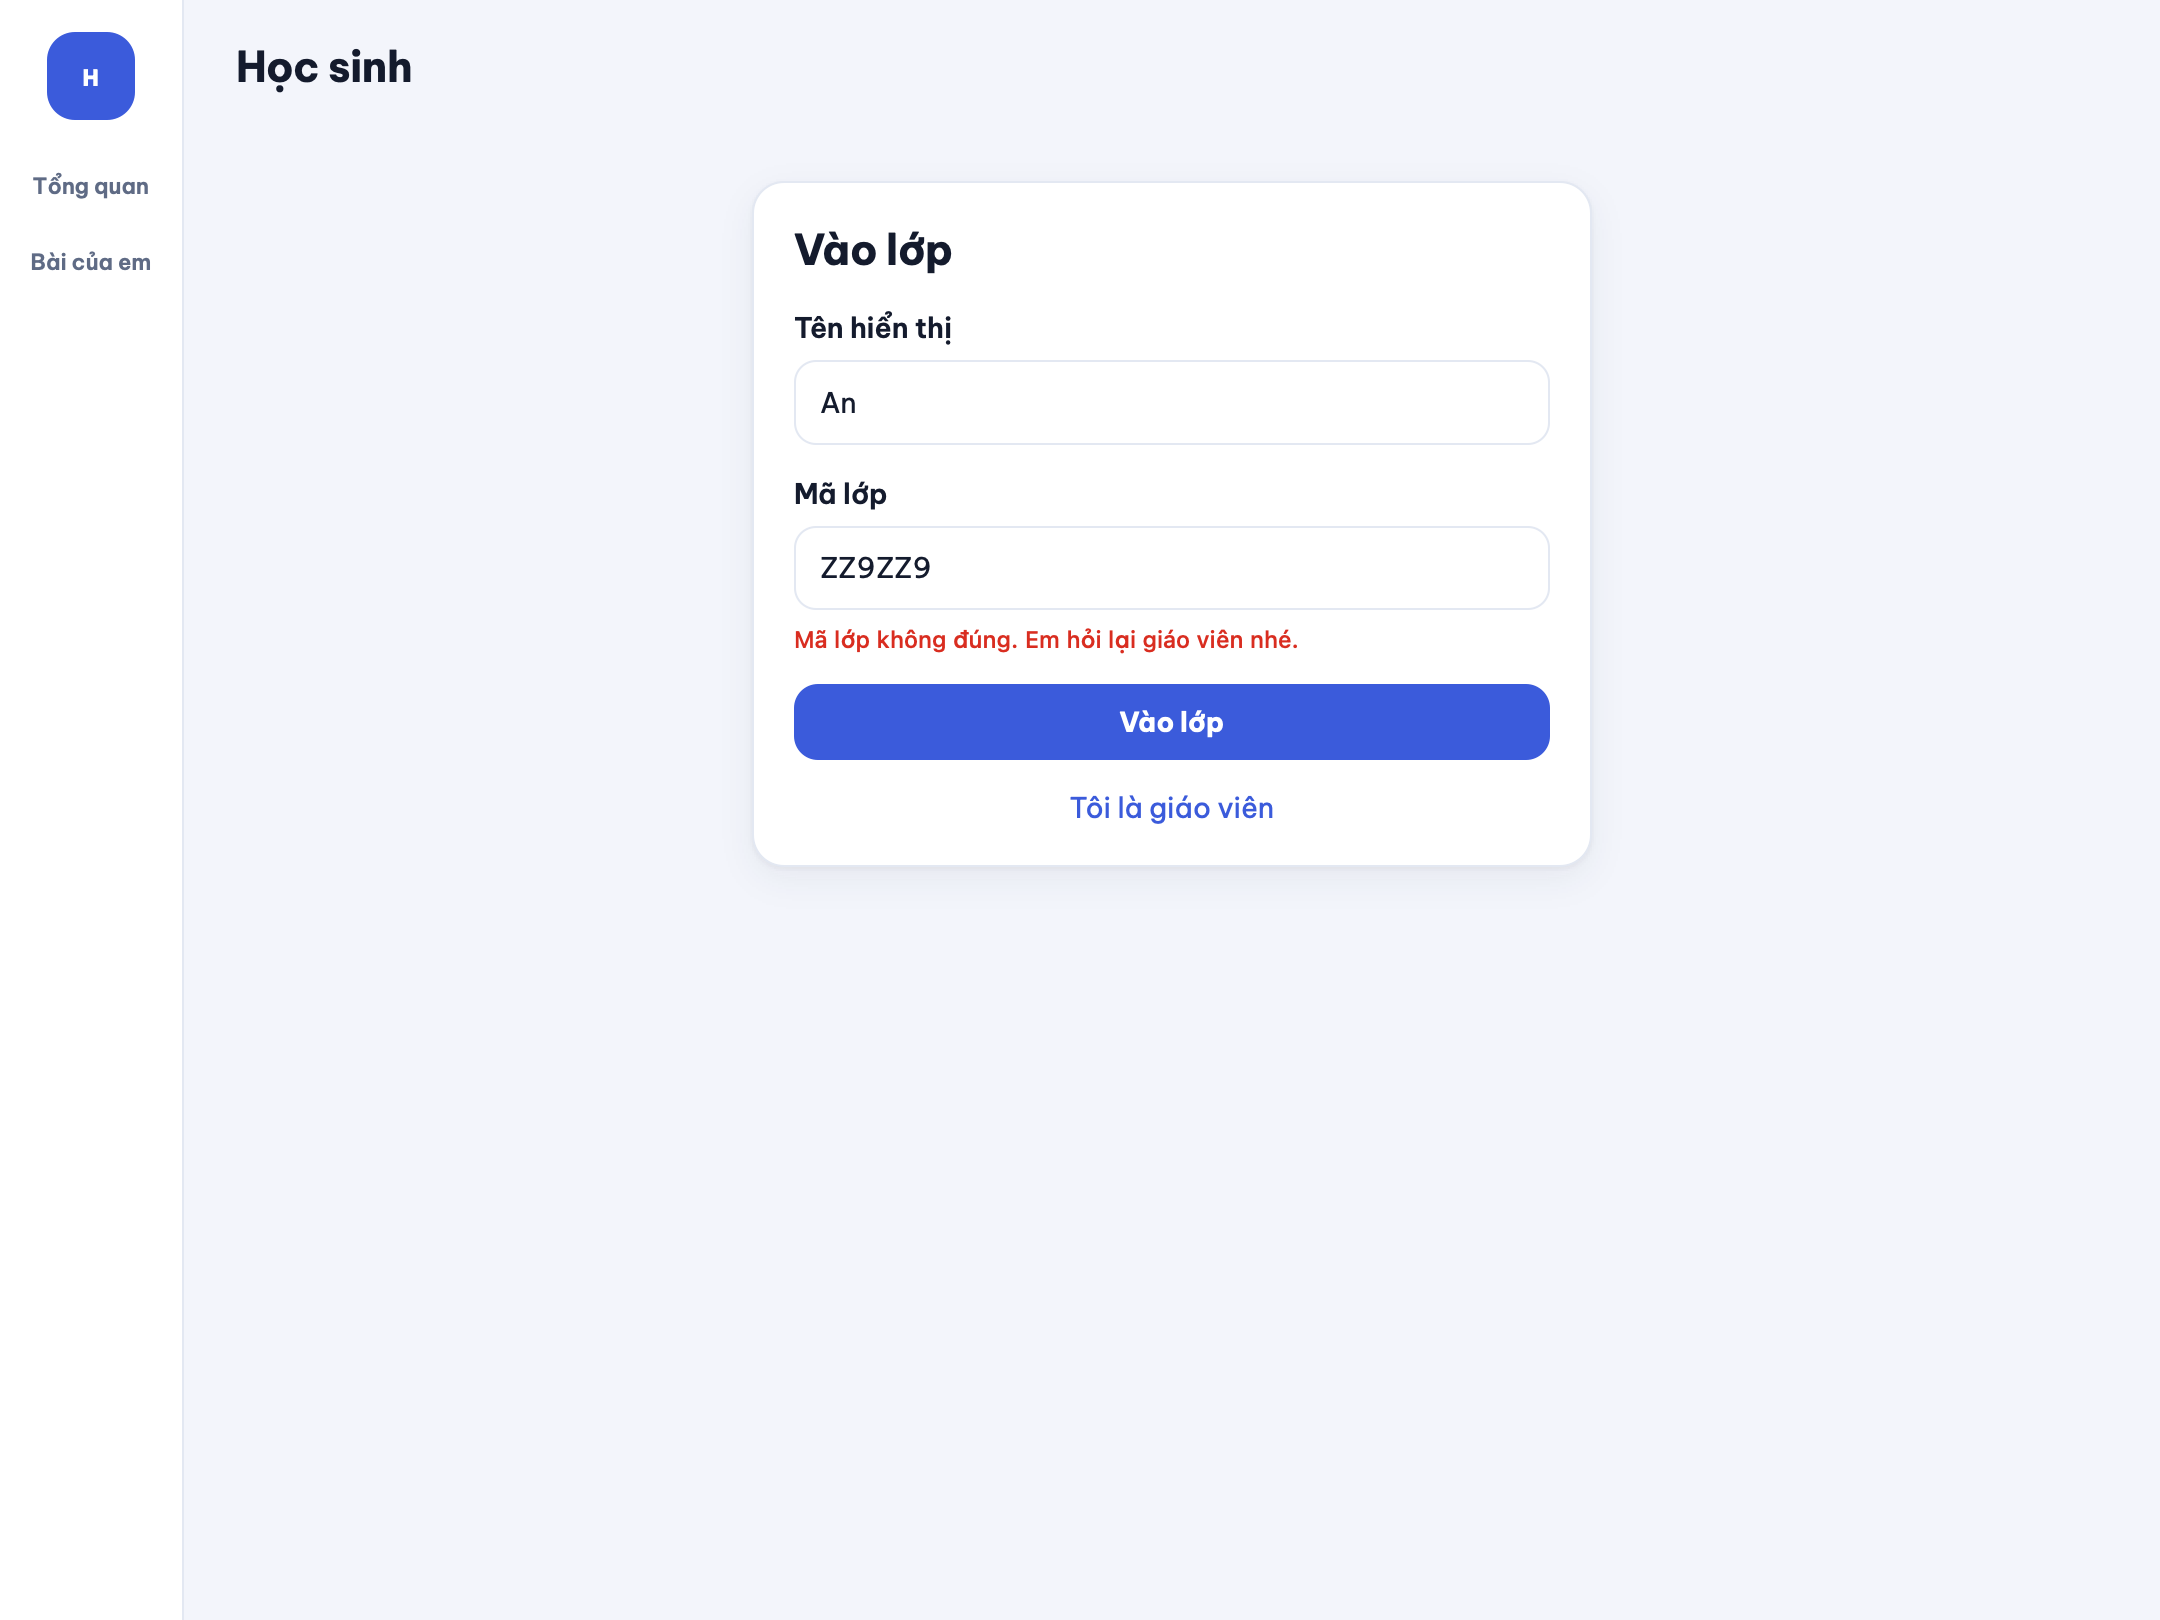 H
Tổng quan
Bài của em
Học sinh
Vào lớp
Tên hiển thị
An
Mã lớp
ZZ9ZZ9
Mã lớp không đúng. Em hỏi lại giáo viên nhé.
Vào lớp
Tôi là giáo viên